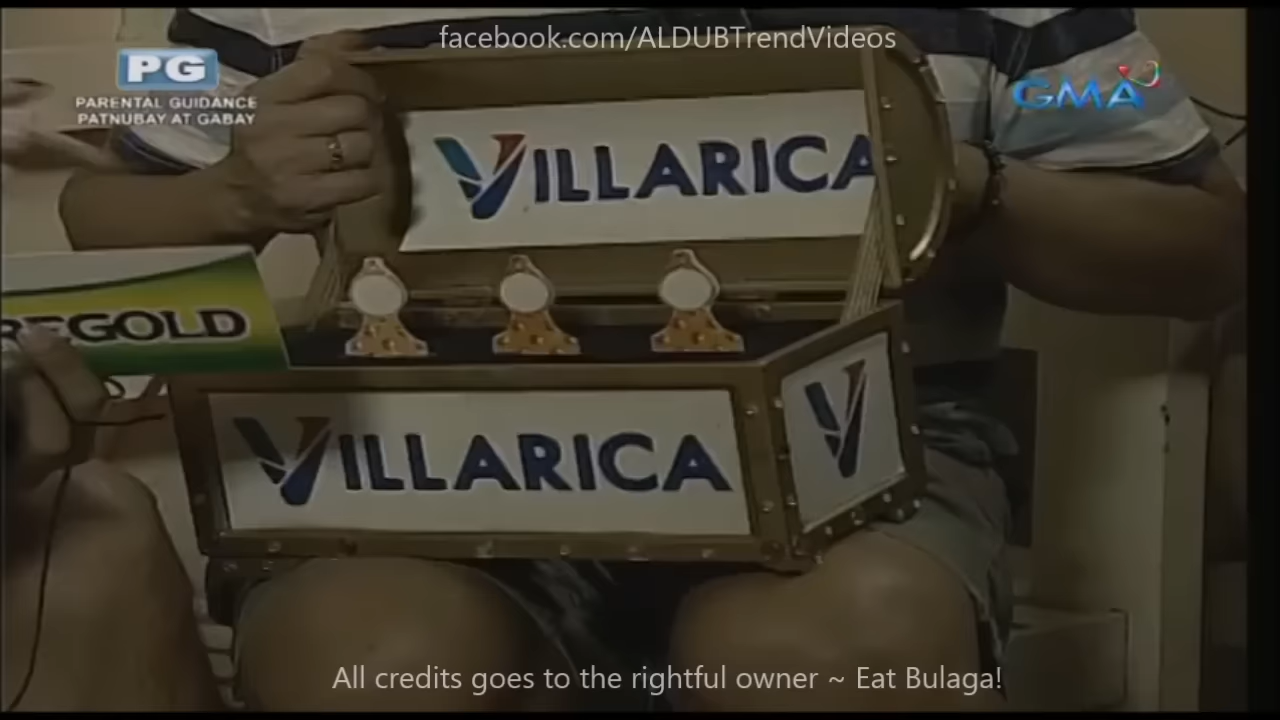 facebook.com/ALDUBTrendVideos
PG
PARENTAL GUIDANCE
PATNUBAY AT GABAY
GMA
VILLARICA
REGOLD
VILLARICA
V
All credits goes to the rightful owner ~ Eat Bulaga!